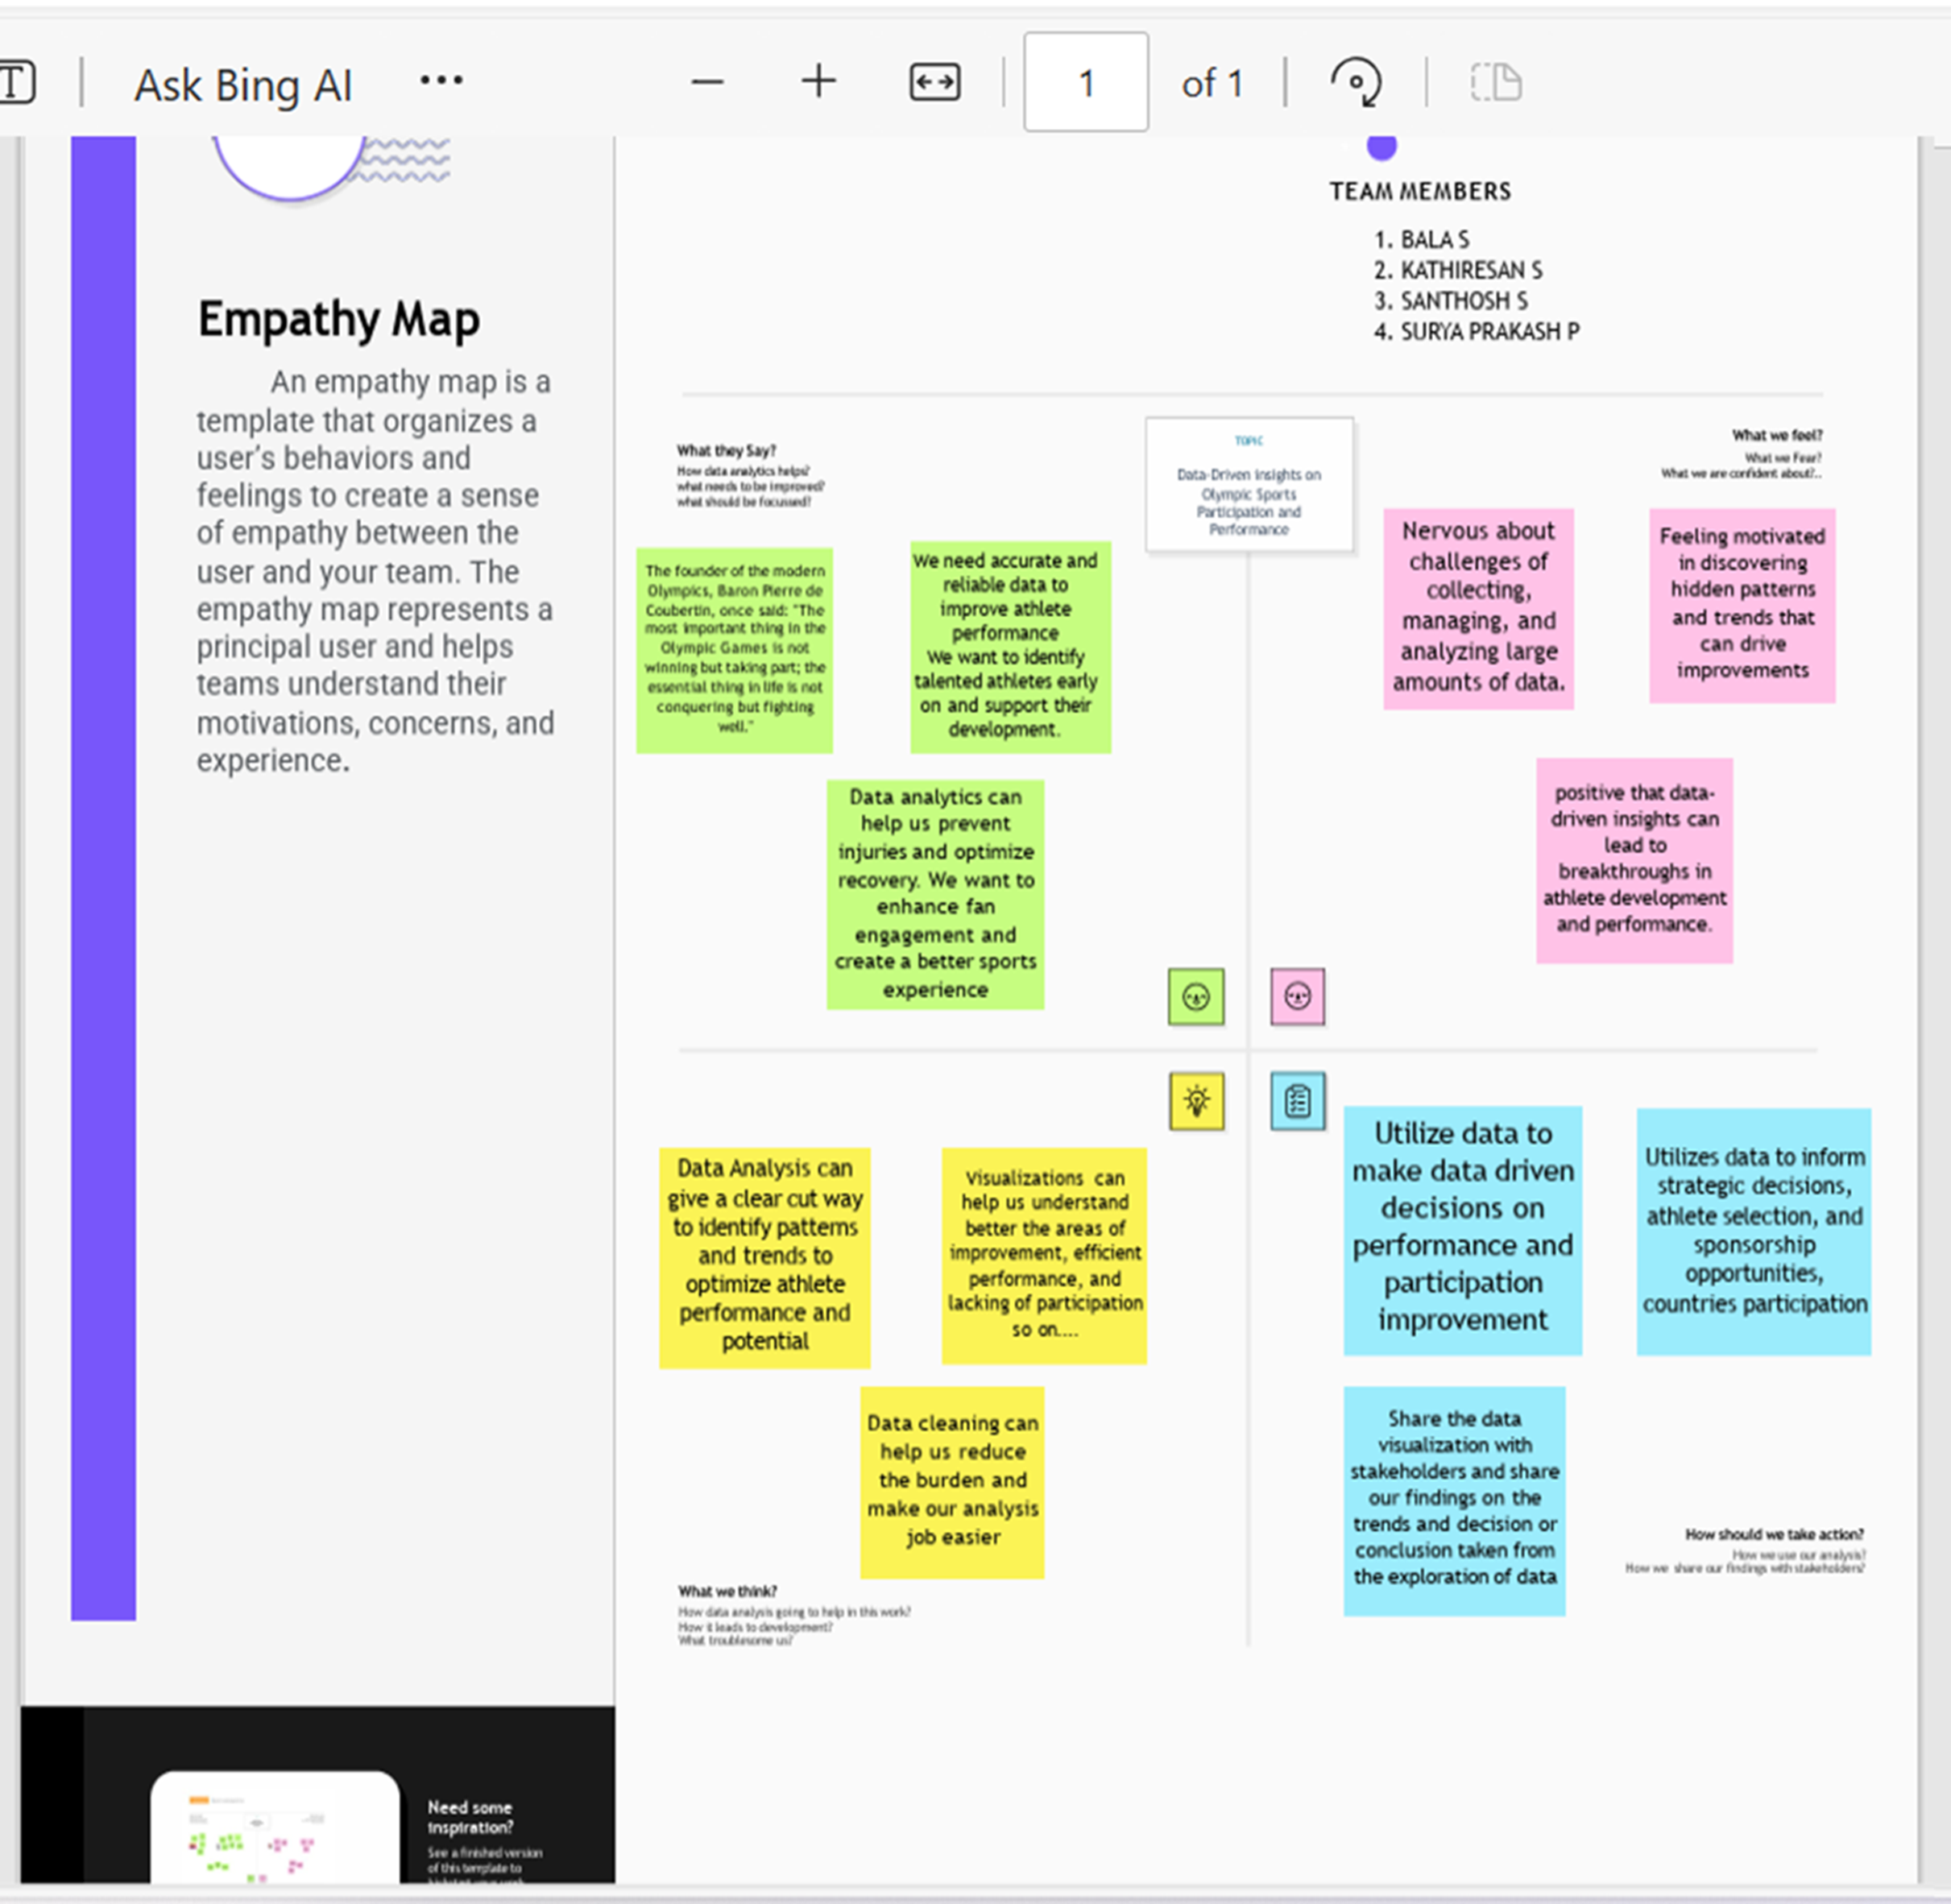 T
Ask Bing AI
1
of 1
Empathy Map
An empathy map is a
template that organizes a
user's behaviors and
feelings to create a sense
of empathy between the
user and your team. The
empathy map represents a
principal user and helps
teams understand their
motivations, concerns, and
experience.
Need some
inspiration?
See a finished version
of this template to
TEAM MEMBERS
1. BALA S
2. KATHIRESAN S
3. SANTHOSH S
4. SURYA PRAKASH P
TOPIC
Data-Driven insights on
Olympic Sports
Participation and
Performance
What they Say?
How data analytics helps?
what needs to be improved?
what should be focussed?
The founder of the modern
Olympics, Baron Pierre de
Coubertin, once said: "The
most important thing in the
Olympic Games is not
winning but taking part; the
essential thing in life is not
conquering but fighting
well."
We need accurate and
reliable data to
improve athlete
performance
We want to identify
talented athletes early
on and support their
development.
Data analytics can
help us prevent
injuries and optimize
recovery. We want to
enhance fan
engagement and
create a better sports
experience
What we feel?
What we Fear?
What we are confident about?..
Nervous about
challenges of
collecting,
managing, and
analyzing large
amounts of data.
Feeling motivated
in discovering
hidden patterns
and trends that
can drive
improvements
positive that data-
driven insights can
lead to
breakthroughs in
athlete development
and performance.
Data Analysis can
give a clear cut way
to identify patterns
and trends to
optimize athlete
performance and
potential
Visualizations can
help us understand
better the areas of
improvement, efficient
performance, and
lacking of participation
so on....
Data cleaning can
help us reduce
the burden and
make our analysis
job easier
What we think?
How data analysis going to help in this work?
How it leads to development?
What troublesome us?
Utilize data to
make data driven
decisions on
performance and
participation
improvement
Utilizes data to inform
strategic decisions,
athlete selection, and
sponsorship
opportunities,
countries participation
Share the data
visualization with
stakeholders and share
our findings on the
trends and decision or
conclusion taken from
the exploration of data
How should we take action?
How we use our analysis?
How we share our findings with stakeholders?